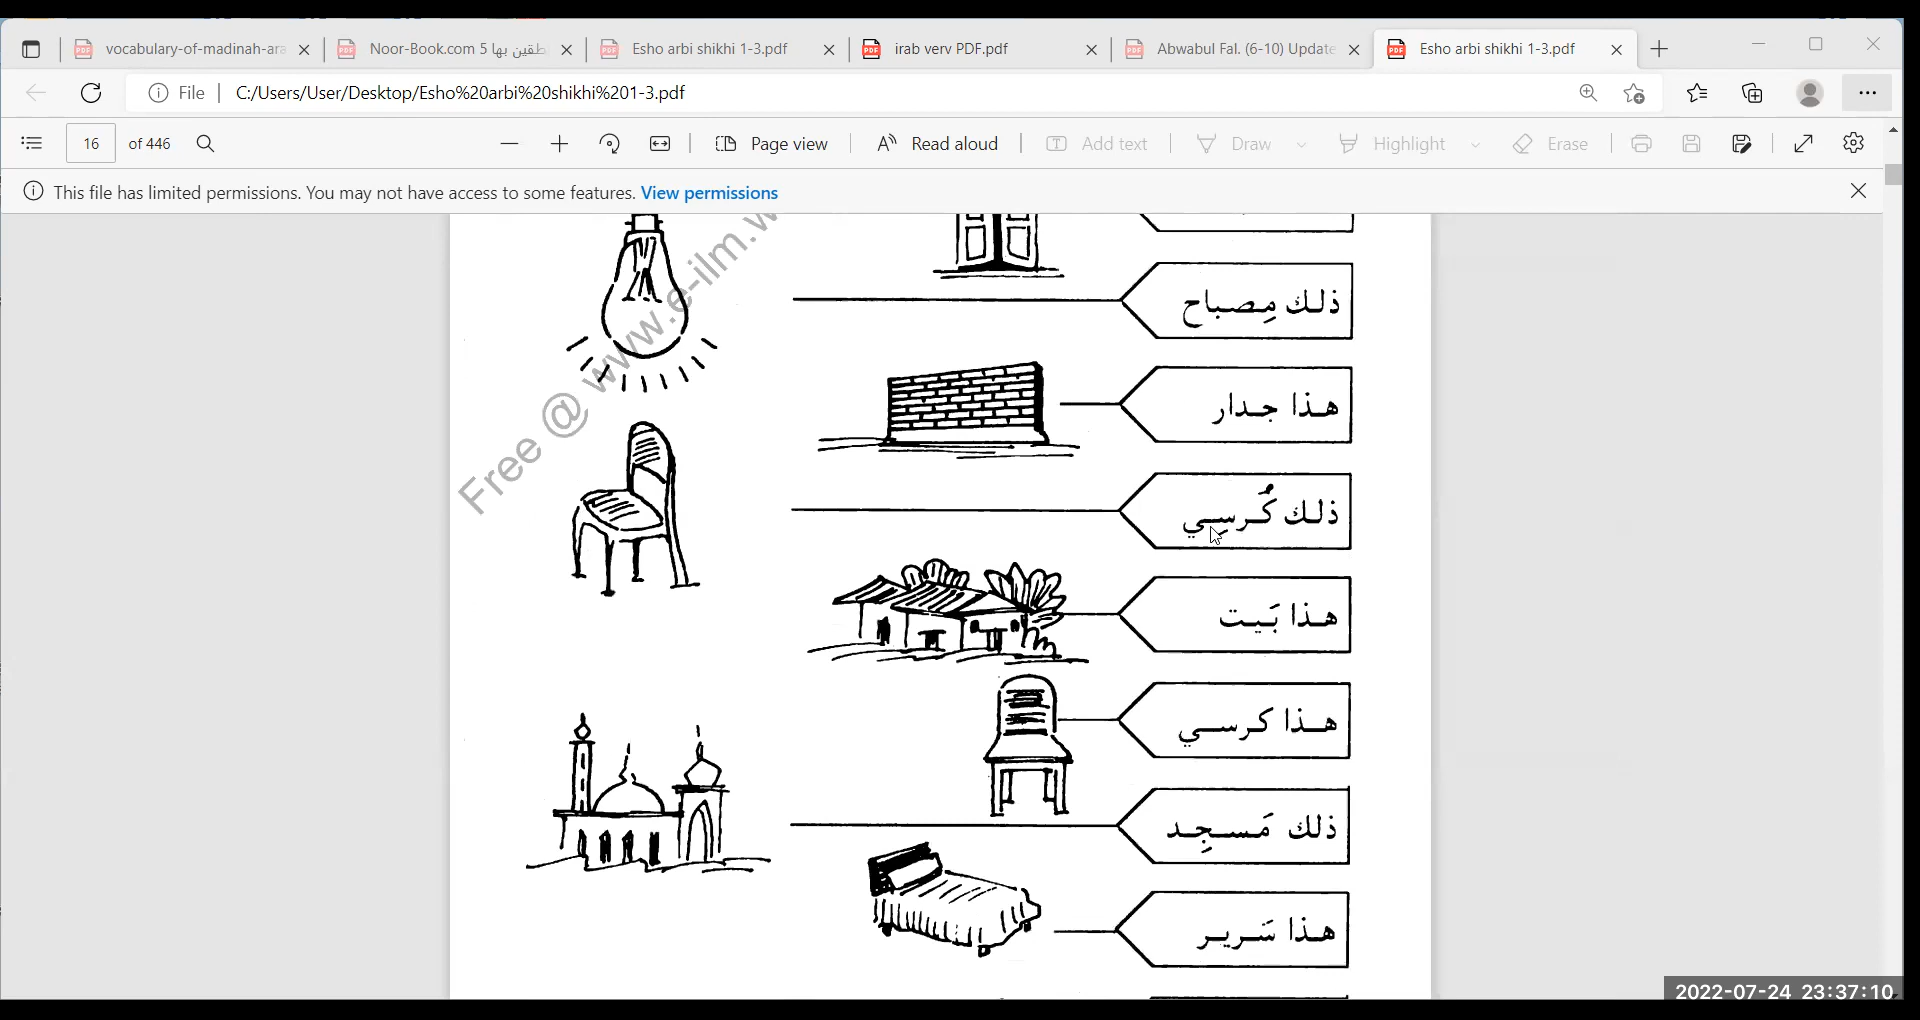 vocabulary-of-madinah-ara
Noor-Book.com 5 طقين بها
Esho arbi shikhi 1-3.pdf
irab verv PDF.pdf
Abwabul Fal. (6-10) Update
Esho arbi shikhi 1-3.pdf
File
C:/Users/User/Desktop/Esho%20arbi%20shikhi%201-3.pdf
16 of 446
Page view
Read aloud
Add text
Draw
Highlight
Erase
This file has limited permissions. You may not have access to some features. View permissions
Free @ www.e-ilm.w
ذلك مِصباح
هذا جدار
ذلك كُرسِي
هذا بَيت
هذا كرسي
ذلك مَسجِد
هذا سَرير
2022-07-24 23:37:10